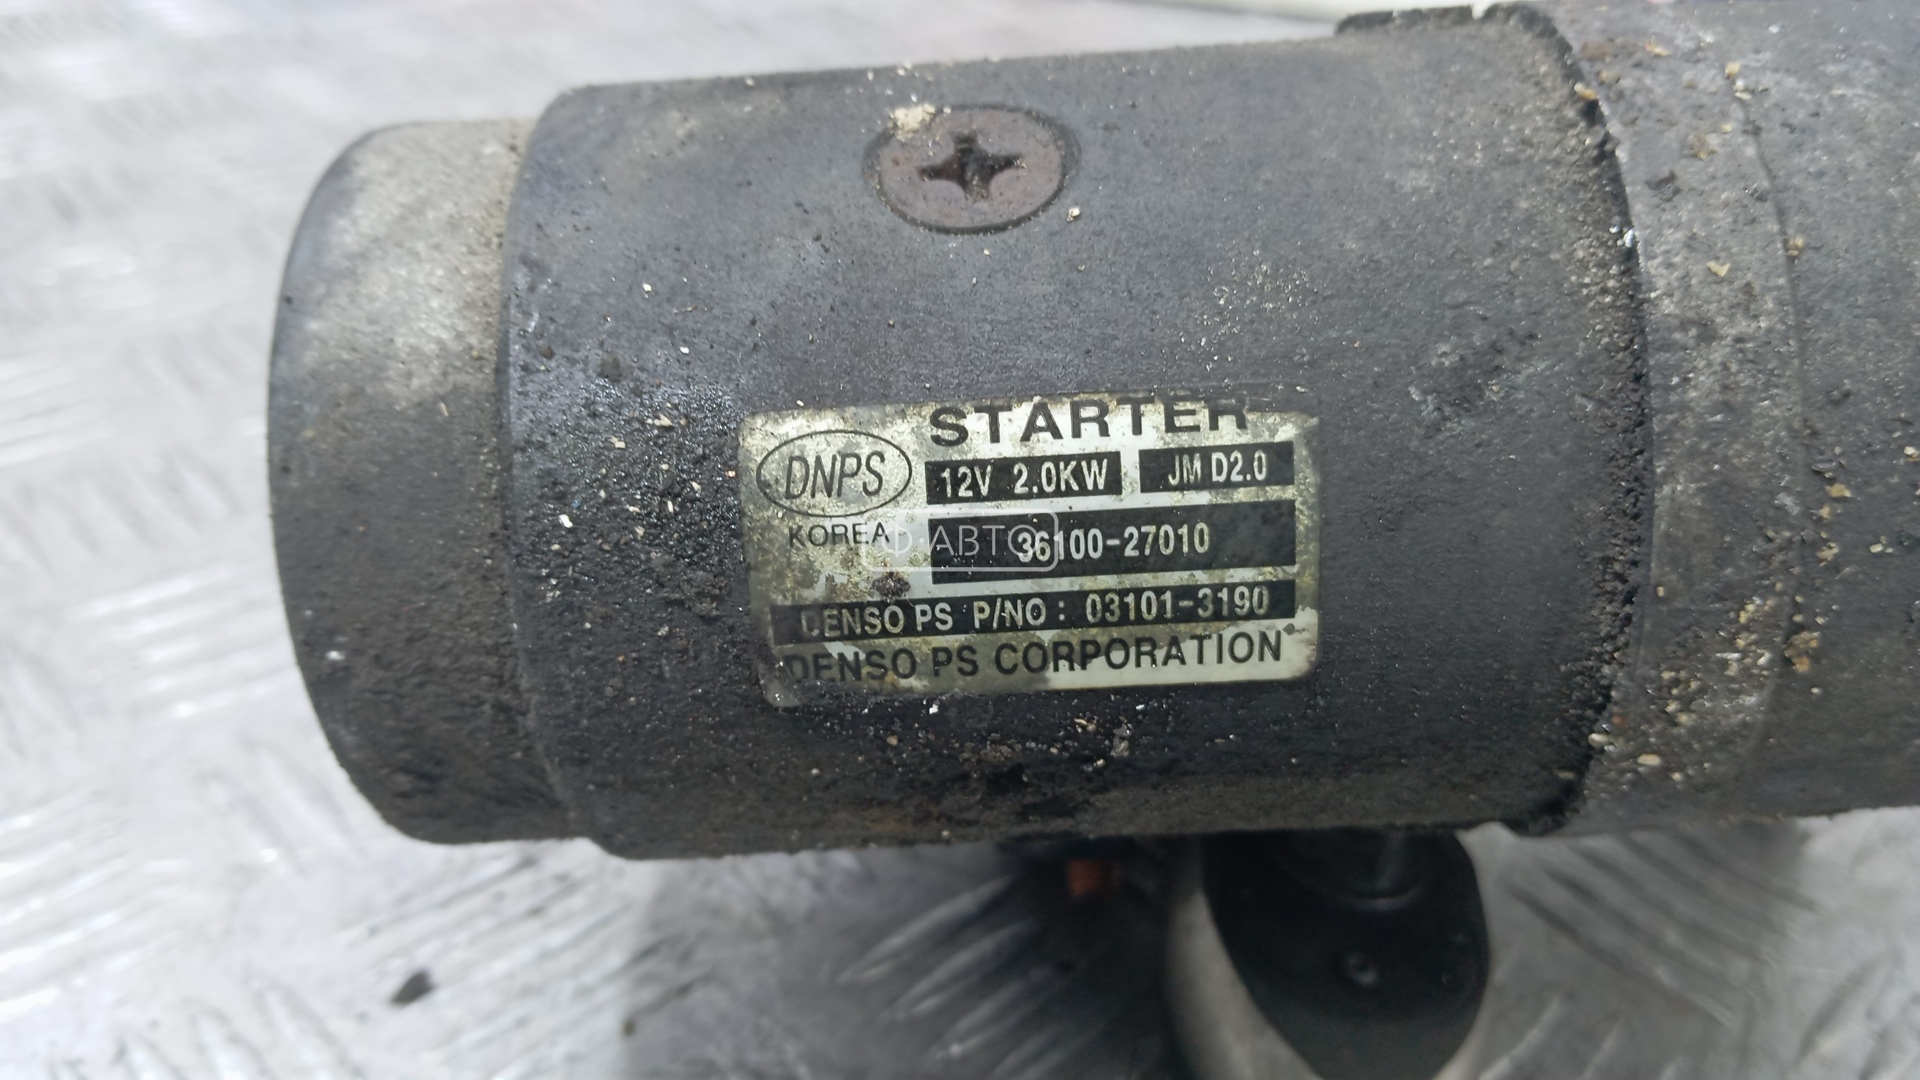 STARTER
DNPS 12V 2.0KW JM D2.0
KOREA 36100-27010
Ф·АВТО
DENSO PS P/NO : 03101-3190
DENSO PS CORPORATION